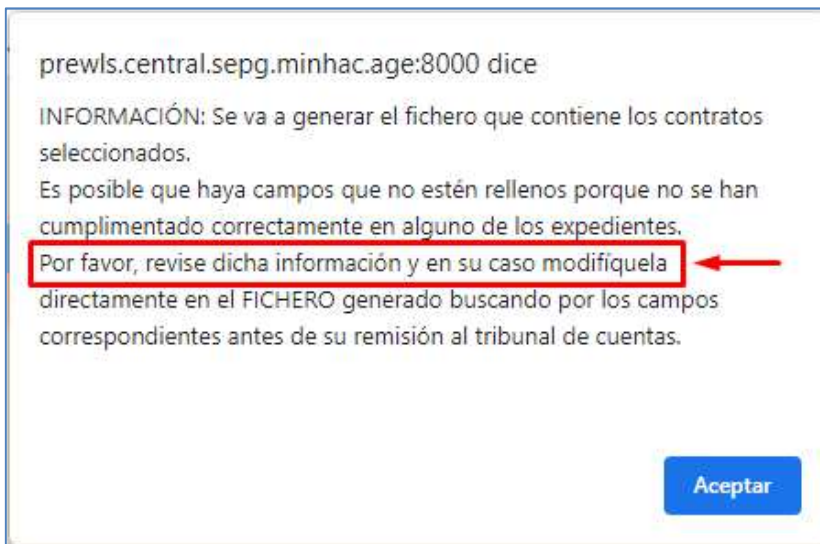 prewls.central.sepg.minhac.age:8000 dice
INFORMACIÓN: Se va a generar el fichero que contiene los contratos
seleccionados.
Es posible que haya campos que no estén rellenos porque no se han
cumplimentado correctamente en alguno de los expedientes.
Por favor, revise dicha información y en su caso modifíquela
directamente en el FICHERO generado buscando por los campos
correspondientes antes de su remisión al tribunal de cuentas.
Aceptar